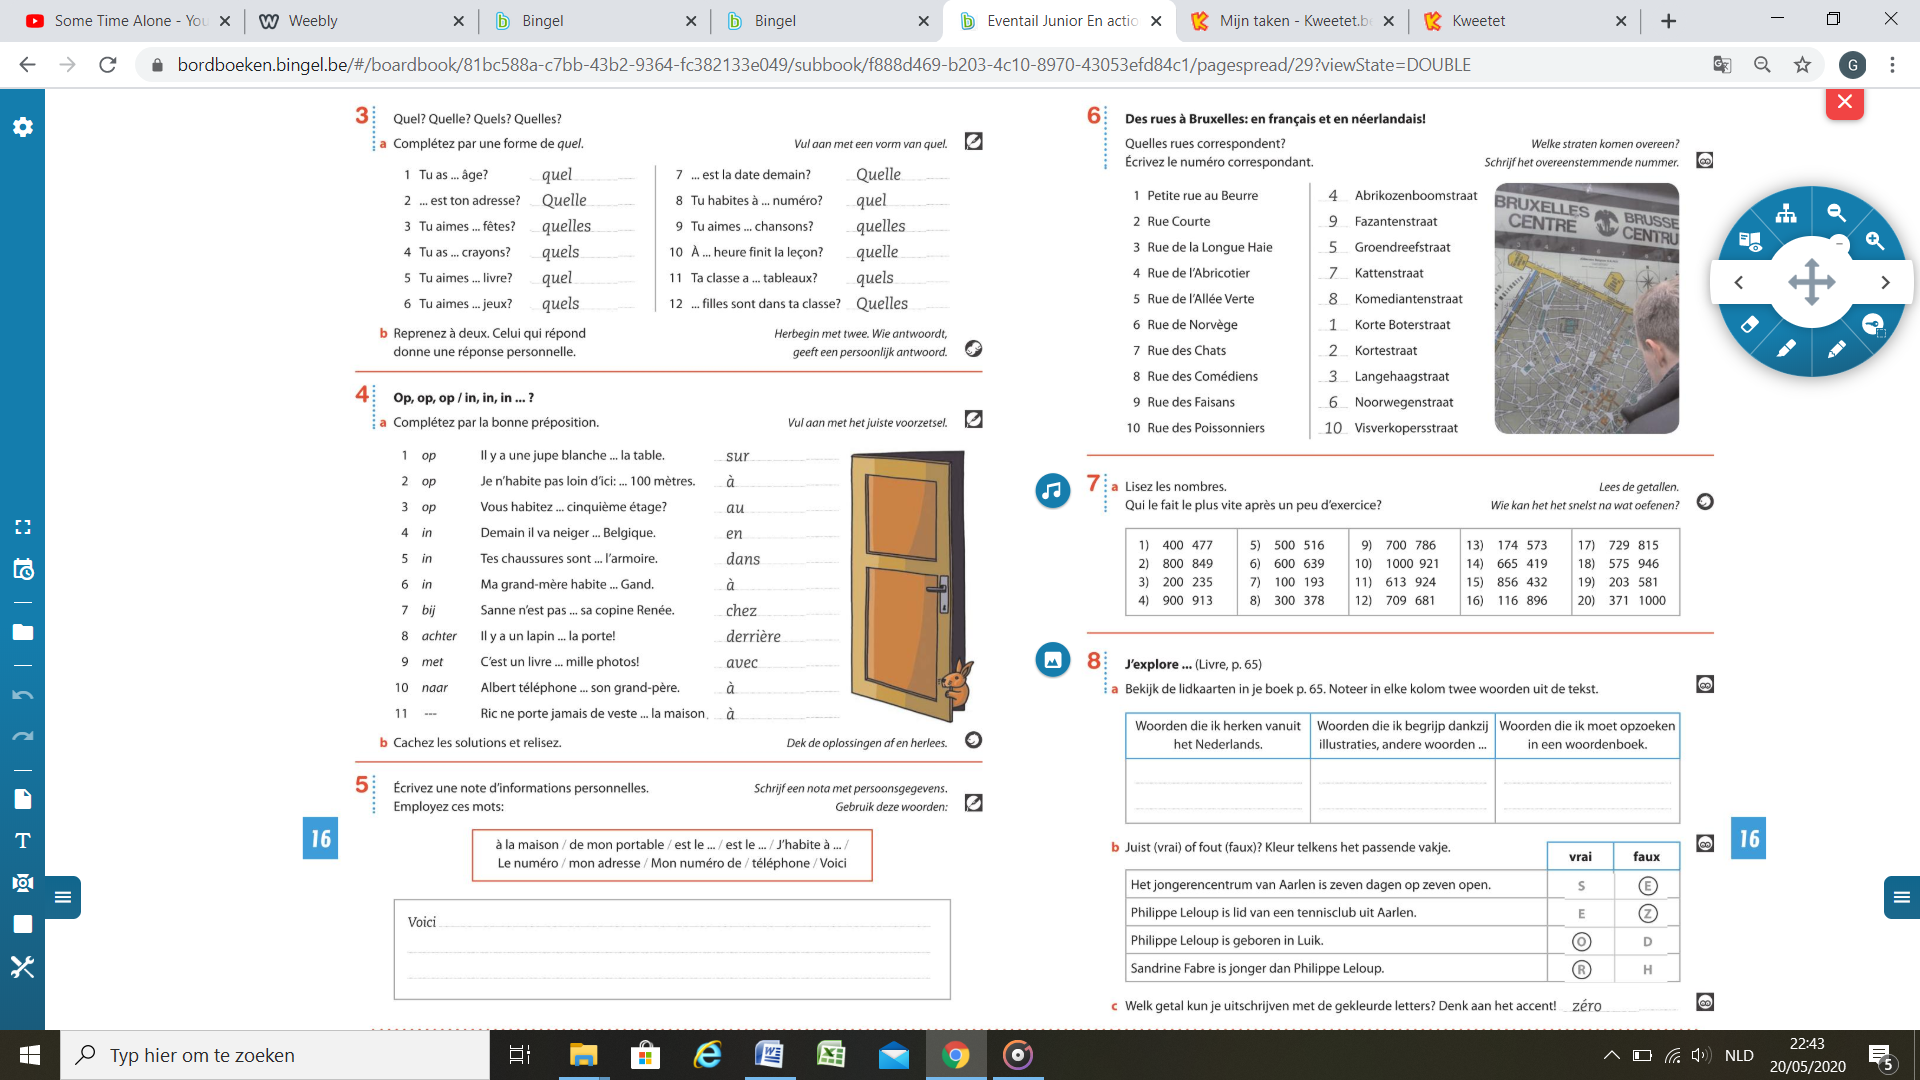 Some Time Alone - You
Weebly
Bingel
Bingel
Eventail Junior En actio
Mijn taken - Kweetet.be
Kweetet
bordboeken.bingel.be/#/boardbook/81bc588a-c7bb-43b2-9364-fc382133e049/subbook/f888d469-b203-4c10-8970-43053efd84c1/pagespread/29?viewState=DOUBLE
G
3 Quel? Quelle? Quels? Quelles?
a Complétez par une forme de quel. Vul aan met een vorm van quel.
1 Tu as ... âge? quel
2 ... est ton adresse? Quelle
3 Tu aimes ... fêtes? quelles
4 Tu as ... crayons? quels
5 Tu aimes ... livre? quel
6 Tu aimes ... jeux? quels
7 ... est la date demain? Quelle
8 Tu habites à ... numéro? quel
9 Tu aimes ... chansons? quelles
10 À ... heure finit la leçon? quelle
11 Ta classe a ... tableaux? quels
12 ... filles sont dans ta classe? Quelles
b Reprenez à deux. Celui qui répond Herbegin met twee. Wie antwoordt,
donne une réponse personnelle. geeft een persoonlijk antwoord.
4 Op, op, op / in, in, in ... ?
a Complétez par la bonne préposition. Vul aan met het juiste voorzetsel.
1 op Il y a une jupe blanche ... la table. sur
2 op Je n'habite pas loin d'ici: ... 100 mètres. à
3 op Vous habitez ... cinquième étage? au
4 in Demain il va neiger ... Belgique. en
5 in Tes chaussures sont ... l'armoire. dans
6 in Ma grand-mère habite ... Gand. à
7 bij Sanne n'est pas ... sa copine Renée. chez
8 achter Il y a un lapin ... la porte! derrière
9 met C'est un livre ... mille photos! avec
10 naar Albert téléphone ... son grand-père. à
11 --- Ric ne porte jamais de veste ... la maison. à
b Cachez les solutions et relisez. Dek de oplossingen af en herlees.
5 Écrivez une note d'informations personnelles. Schrijf een nota met persoonsgegevens.
Employez ces mots: Gebruik deze woorden:
à la maison / de mon portable / est le ... / est le ... / J'habite à ... /
Le numéro / mon adresse / Mon numéro de / téléphone / Voici
Voici
16
6 Des rues à Bruxelles: en français et en néerlandais!
Quelles rues correspondent? Welke straten komen overeen?
Écrivez le numéro correspondant. Schrijf het overeenstemmende nummer.
1 Petite rue au Beurre 4 Abrikozenboomstraat
2 Rue Courte 9 Fazantenstraat
3 Rue de la Longue Haie 5 Groendreefstraat
4 Rue de l'Abricotier 7 Kattenstraat
5 Rue de l'Allée Verte 8 Komediantenstraat
6 Rue de Norvège 1 Korte Boterstraat
7 Rue des Chats 2 Kortestraat
8 Rue des Comédiens 3 Langehaagstraat
9 Rue des Faisans 6 Noorwegenstraat
10 Rue des Poissonniers 10 Visverkopersstraat
BRUXELLES BRUSSE
CENTRE CENTRU
7 a Lisez les nombres. Lees de getallen.
Qui le fait le plus vite après un peu d'exercice? Wie kan het het snelst na wat oefenen?
1) 400 477 5) 500 516 9) 700 786 13) 174 573 17) 729 815
2) 800 849 6) 600 639 10) 1000 921 14) 665 419 18) 575 946
3) 200 235 7) 100 193 11) 613 924 15) 856 432 19) 203 581
4) 900 913 8) 300 378 12) 709 681 16) 116 896 20) 371 1000
8 J'explore ... (Livre, p. 65)
a Bekijk de lidkaarten in je boek p. 65. Noteer in elke kolom twee woorden uit de tekst.
Woorden die ik herken vanuit Woorden die ik begrijp dankzij Woorden die ik moet opzoeken
het Nederlands. illustraties, andere woorden ... in een woordenboek.
b Juist (vrai) of fout (faux)? Kleur telkens het passende vakje. vrai faux
Het jongerencentrum van Aarlen is zeven dagen op zeven open. S E
Philippe Leloup is lid van een tennisclub uit Aarlen. E Z
Philippe Leloup is geboren in Luik. O D
Sandrine Fabre is jonger dan Philippe Leloup. R H
c Welk getal kun je uitschrijven met de gekleurde letters? Denk aan het accent! zéro
16
T
Typ hier om te zoeken
NLD
22:43
20/05/2020
5